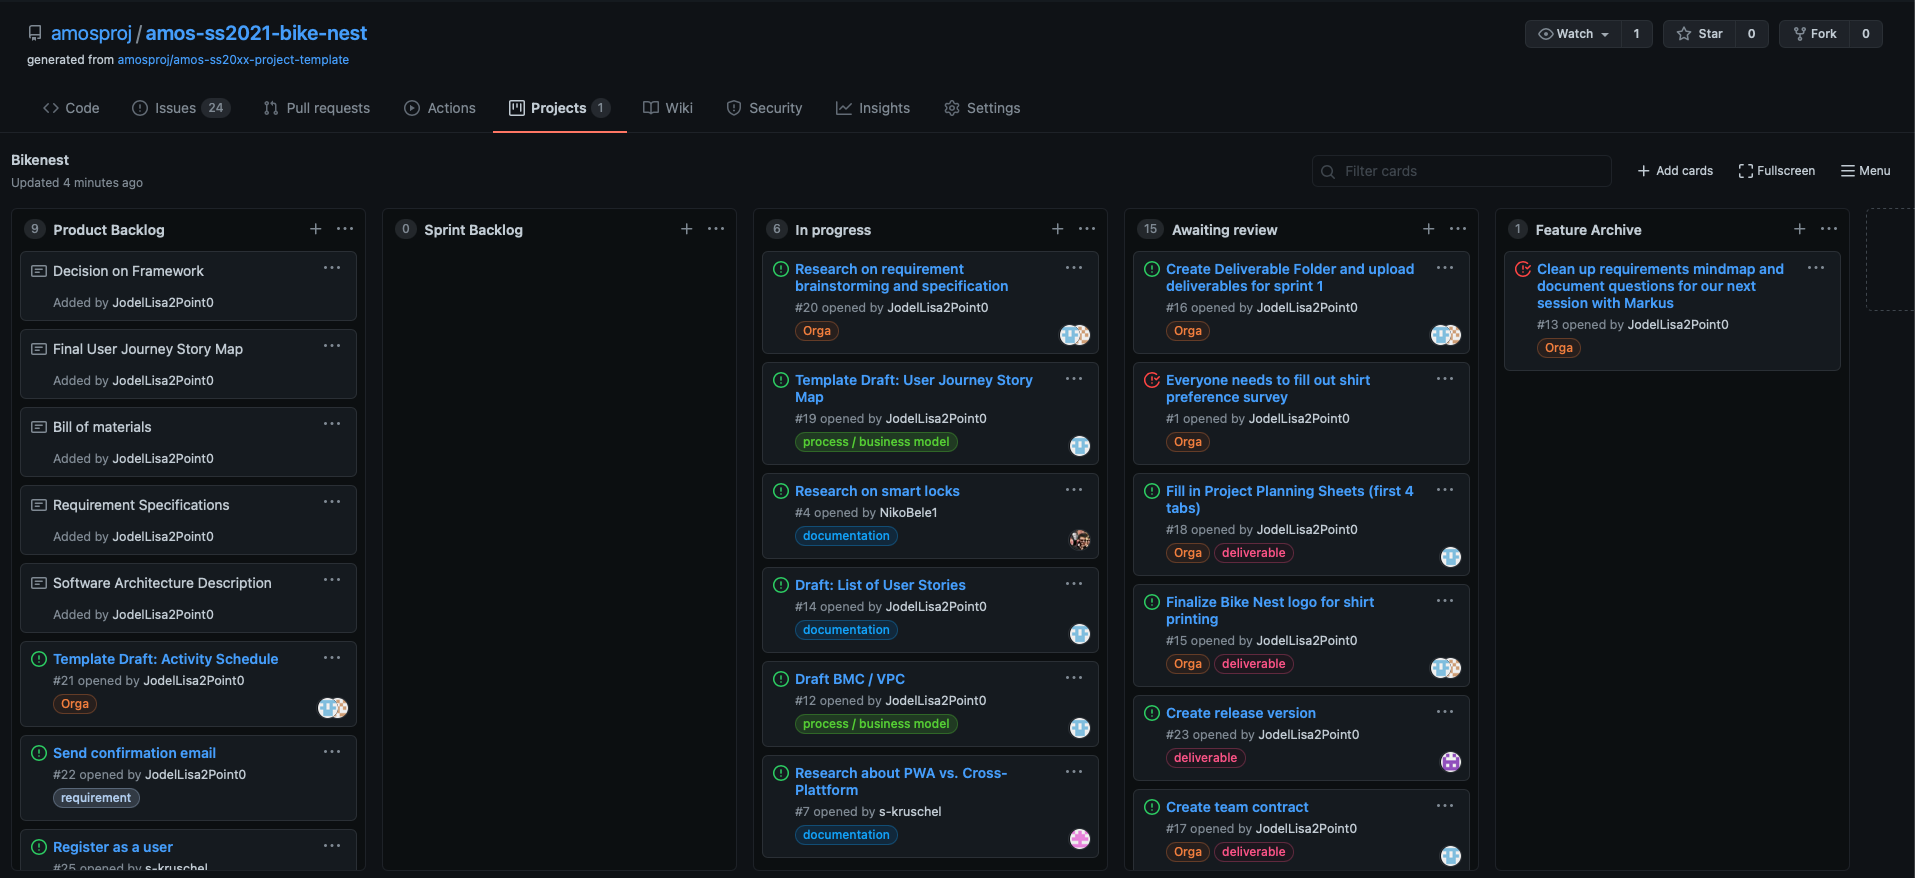 amosproj / amos-ss2021-bike-nest
generated from amosproj/amos-ss20xx-project-template
Watch 1
Star 0
Fork 0
Code
Issues 24
Pull requests
Actions
Projects 1
Wiki
Security
Insights
Settings
Bikenest
Updated 4 minutes ago
Filter cards
Add cards
Fullscreen
Menu
9 Product Backlog
Decision on Framework
Added by JodelLisa2Point0
Final User Journey Story Map
Added by JodelLisa2Point0
Bill of materials
Added by JodelLisa2Point0
Requirement Specifications
Added by JodelLisa2Point0
Software Architecture Description
Added by JodelLisa2Point0
Template Draft: Activity Schedule
#21 opened by JodelLisa2Point0
Orga
Send confirmation email
#22 opened by JodelLisa2Point0
requirement
Register as a user
#25 opened by s-kruschel
0 Sprint Backlog
6 In progress
Research on requirement
brainstorming and specification
#20 opened by JodelLisa2Point0
Orga
Template Draft: User Journey Story
Map
#19 opened by JodelLisa2Point0
process / business model
Research on smart locks
#4 opened by NikoBele1
documentation
Draft: List of User Stories
#14 opened by JodelLisa2Point0
documentation
Draft BMC / VPC
#12 opened by JodelLisa2Point0
process / business model
Research about PWA vs. Cross-
Plattform
#7 opened by s-kruschel
documentation
15 Awaiting review
Create Deliverable Folder and upload
deliverables for sprint 1
#16 opened by JodelLisa2Point0
Orga
Everyone needs to fill out shirt
preference survey
#1 opened by JodelLisa2Point0
Orga
Fill in Project Planning Sheets (first 4
tabs)
#18 opened by JodelLisa2Point0
Orga deliverable
Finalize Bike Nest logo for shirt
printing
#15 opened by JodelLisa2Point0
Orga deliverable
Create release version
#23 opened by JodelLisa2Point0
deliverable
Create team contract
#17 opened by JodelLisa2Point0
Orga deliverable
1 Feature Archive
Clean up requirements mindmap and
document questions for our next
session with Markus
#13 opened by JodelLisa2Point0
Orga